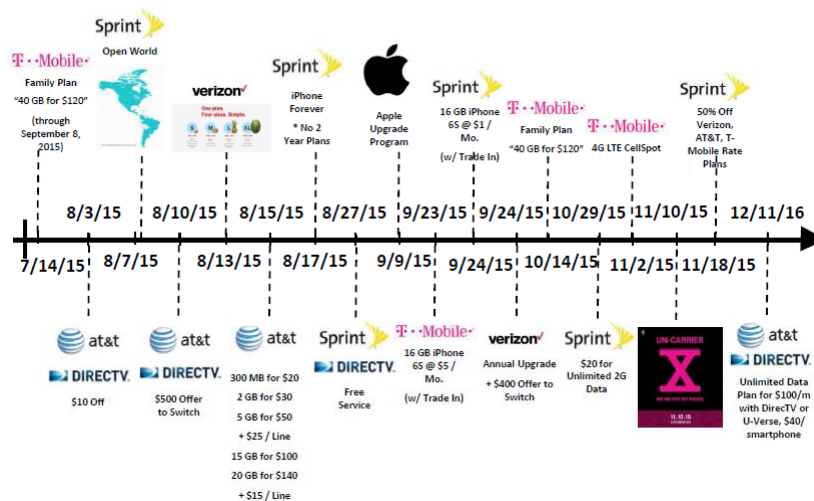 Sprint
Open World
T··Mobile·
Family Plan
“40 GB for $120”
(through
September 8,
2015)
verizon
One plan.
Four sizes. Simple.
S
M
L
XL
Sprint
iPhone
Forever
* No 2
Year Plans
Apple
Upgrade
Program
Sprint
16 GB iPhone
6S @ $1 /
Mo.
(w/ Trade In)
T··Mobile·
Family Plan
“40 GB for $120”
T··Mobile·
4G LTE CellSpot
Sprint
50% Off
Verizon,
AT&T, T-
Mobile Rate
Plans
8/3/15
8/10/15
8/15/15
8/27/15
9/23/15
9/24/15
10/29/15
11/10/15
12/11/16
7/14/15
8/7/15
8/13/15
8/17/15
9/9/15
9/24/15
10/14/15
11/2/15
11/18/15
at&t
DIRECTV.
$10 Off
at&t
DIRECTV.
$500 Offer
to Switch
at&t
300 MB for $20
2 GB for $30
5 GB for $50
+ $25 / Line
15 GB for $100
20 GB for $140
+ $15 / Line
Sprint
DIRECTV.
Free
Service
T··Mobile·
16 GB iPhone
6S @ $5 /
Mo.
(w/ Trade In)
verizon
Annual Upgrade
+ $400 Offer to
Switch
Sprint
$20 for
Unlimited 2G
Data
UN-CARRIER
X
11.10.15
at&t
DIRECTV.
Unlimited Data
Plan for $100/m
with DirecTV or
U-Verse, $40/
smartphone